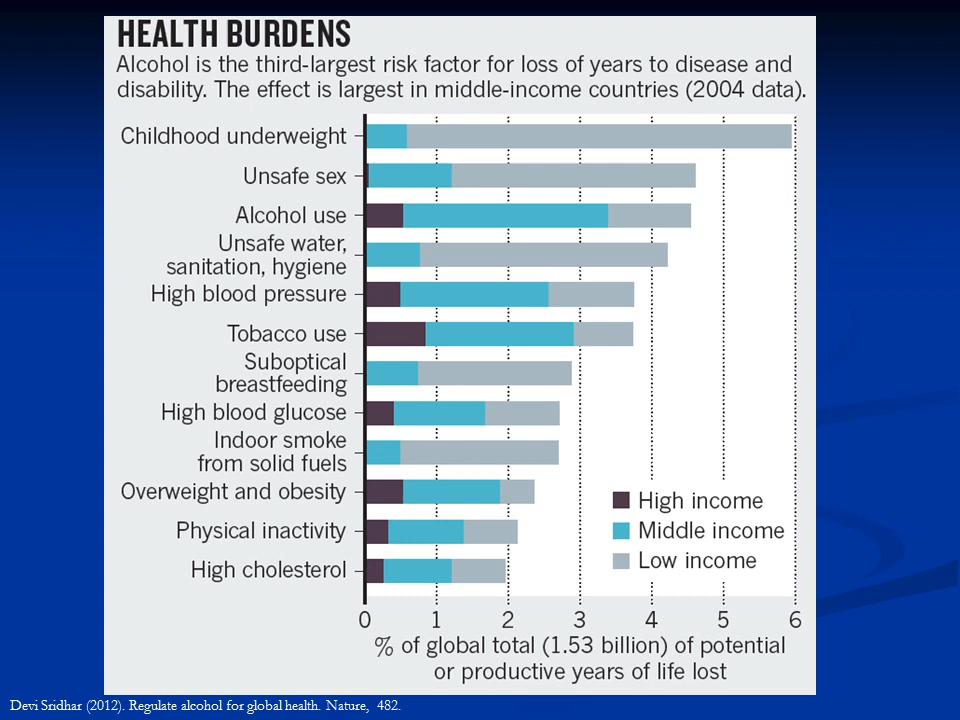 HEALTH BURDENS
Alcohol is the third-largest risk factor for loss of years to disease and
disability. The effect is largest in middle-income countries (2004 data).
Childhood underweight
Unsafe sex
Alcohol use
Unsafe water,
sanitation, hygiene
High blood pressure
Tobacco use
Suboptical
breastfeeding
High blood glucose
Indoor smoke
from solid fuels
Overweight and obesity
Physical inactivity
High cholesterol
High income
Middle income
Low income
0 1 2 3 4 5 6
% of global total (1.53 billion) of potential
or productive years of life lost
Devi Sridhar (2012). Regulate alcohol for global health. Nature, 482.